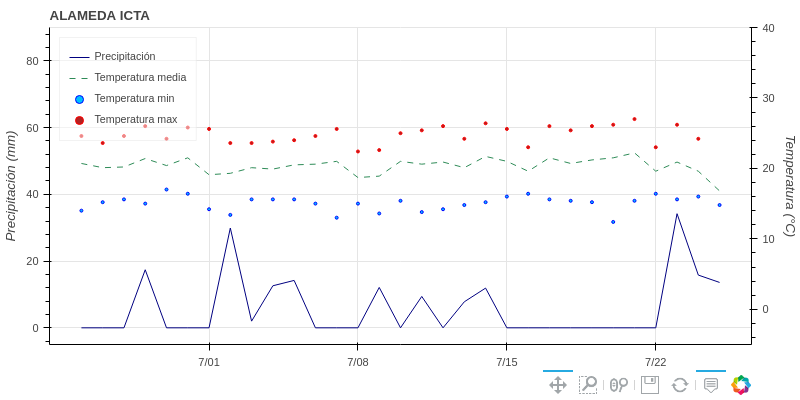 ALAMEDA ICTA
Precipitación
Temperatura media
Temperatura min
Temperatura max
Precipitación (mm)
80
60
40
20
0
Temperatura (°C)
40
30
20
10
0
7/01
7/08
7/15
7/22